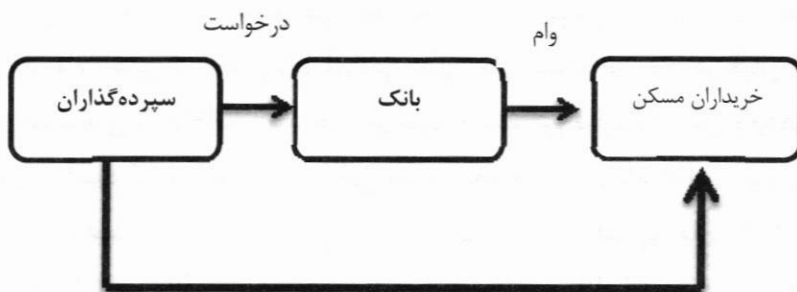 درخواست
وام
سپرده‌گذاران
بانک
خریداران مسکن